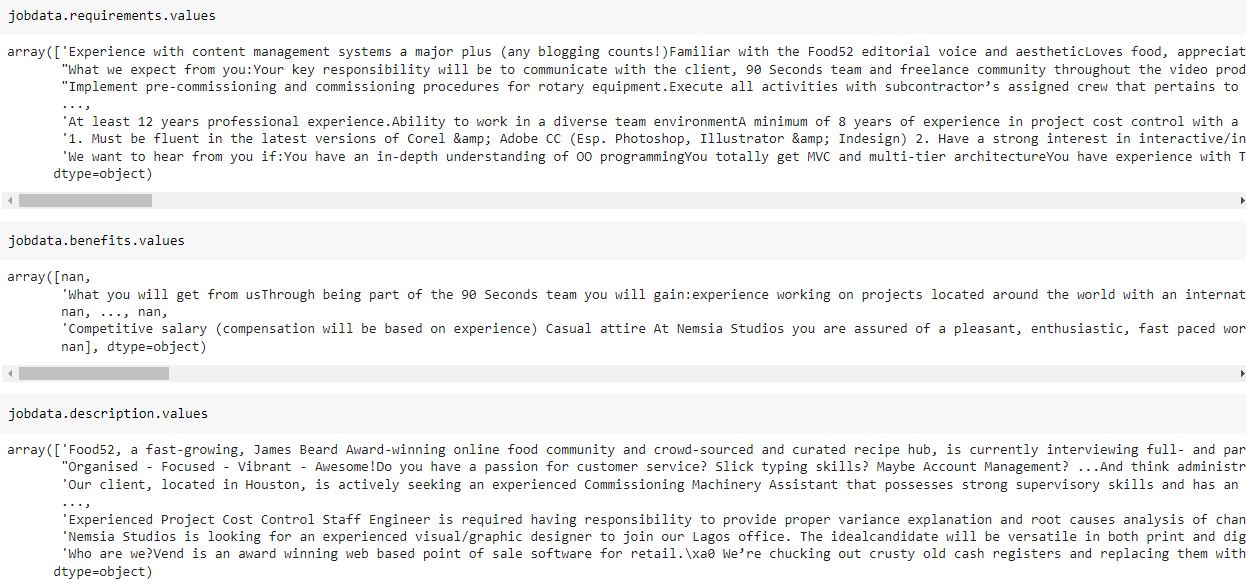 jobdata.requirements.values
array(['Experience with content management systems a major plus (any blogging counts!)Familiar with the Food52 editorial voice and aestheticLoves food, appreciat
"What we expect from you:Your key responsibility will be to communicate with the client, 90 Seconds team and freelance community throughout the video prod
"Implement pre-commissioning and commissioning procedures for rotary equipment.Execute all activities with subcontractor’s assigned crew that pertains to
...,
'At least 12 years professional experience.Ability to work in a diverse team environmentA minimum of 8 years of experience in project cost control with a
'1. Must be fluent in the latest versions of Corel &amp; Adobe CC (Esp. Photoshop, Illustrator &amp; Indesign) 2. Have a strong interest in interactive/in
'We want to hear from you if:You have an in-depth understanding of OO programmingYou totally get MVC and multi-tier architectureYou have experience with T
dtype=object)
jobdata.benefits.values
array([nan,
'What you will get from usThrough being part of the 90 Seconds team you will gain:experience working on projects located around the world with an internat
nan, ..., nan,
'Competitive salary (compensation will be based on experience) Casual attire At Nemsia Studios you are assured of a pleasant, enthusiastic, fast paced wor
nan], dtype=object)
jobdata.description.values
array(['Food52, a fast-growing, James Beard Award-winning online food community and crowd-sourced and curated recipe hub, is currently interviewing full- and par
"Organised - Focused - Vibrant - Awesome!Do you have a passion for customer service? Slick typing skills? Maybe Account Management? ...And think administr
'Our client, located in Houston, is actively seeking an experienced Commissioning Machinery Assistant that possesses strong supervisory skills and has an
...,
'Experienced Project Cost Control Staff Engineer is required having responsibility to provide proper variance explanation and root causes analysis of chan
'Nemsia Studios is looking for an experienced visual/graphic designer to join our Lagos office. The idealcandidate will be versatile in both print and dig
'Who are we?Vend is an award winning web based point of sale software for retail.\xa0 We’re chucking out crusty old cash registers and replacing them with
dtype=object)